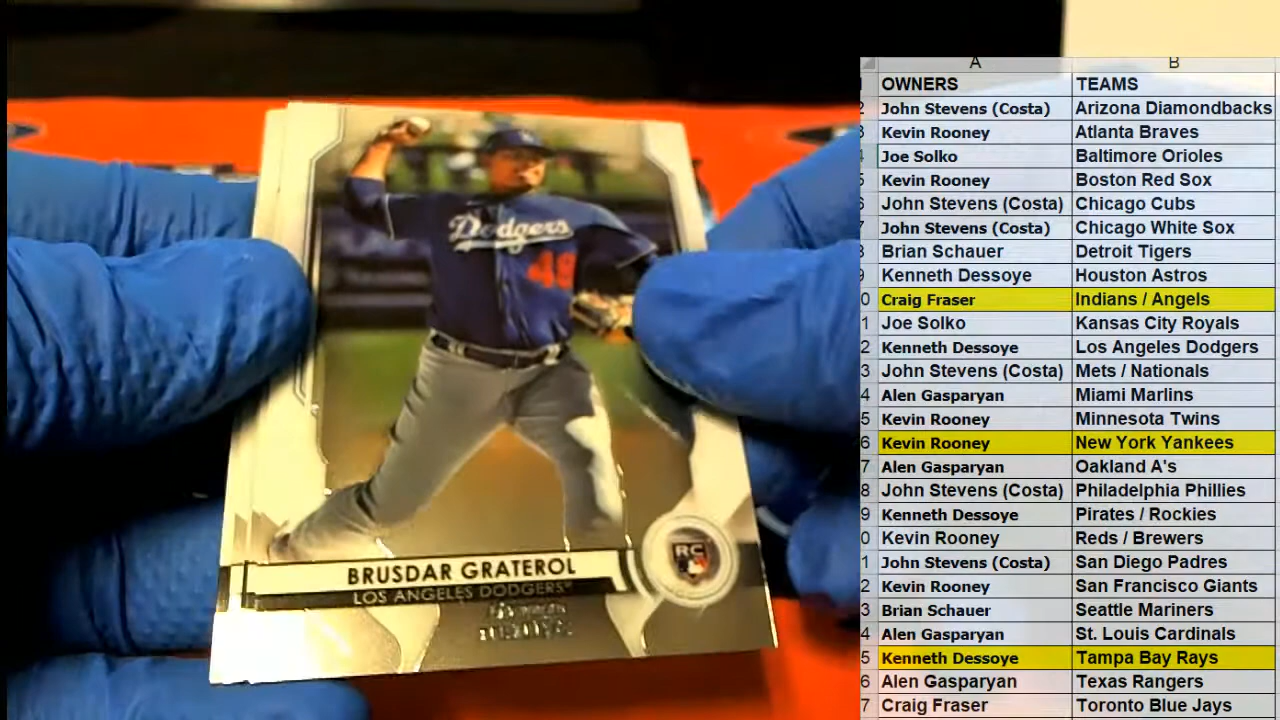 Dodgers
48
BRUSDAR GRATEROL
LOS ANGELES DODGERS
RC
A B
OWNERS TEAMS
John Stevens (Costa) Arizona Diamondbacks
Kevin Rooney Atlanta Braves
Joe Solko Baltimore Orioles
Kevin Rooney Boston Red Sox
John Stevens (Costa) Chicago Cubs
John Stevens (Costa) Chicago White Sox
Brian Schauer Detroit Tigers
Kenneth Dessoye Houston Astros
Craig Fraser Indians / Angels
Joe Solko Kansas City Royals
Kenneth Dessoye Los Angeles Dodgers
John Stevens (Costa) Mets / Nationals
Alen Gasparyan Miami Marlins
Kevin Rooney Minnesota Twins
Kevin Rooney New York Yankees
Alen Gasparyan Oakland A's
John Stevens (Costa) Philadelphia Phillies
Kenneth Dessoye Pirates / Rockies
Kevin Rooney Reds / Brewers
John Stevens (Costa) San Diego Padres
Kevin Rooney San Francisco Giants
Brian Schauer Seattle Mariners
Alen Gasparyan St. Louis Cardinals
Kenneth Dessoye Tampa Bay Rays
Alen Gasparyan Texas Rangers
Craig Fraser Toronto Blue Jays